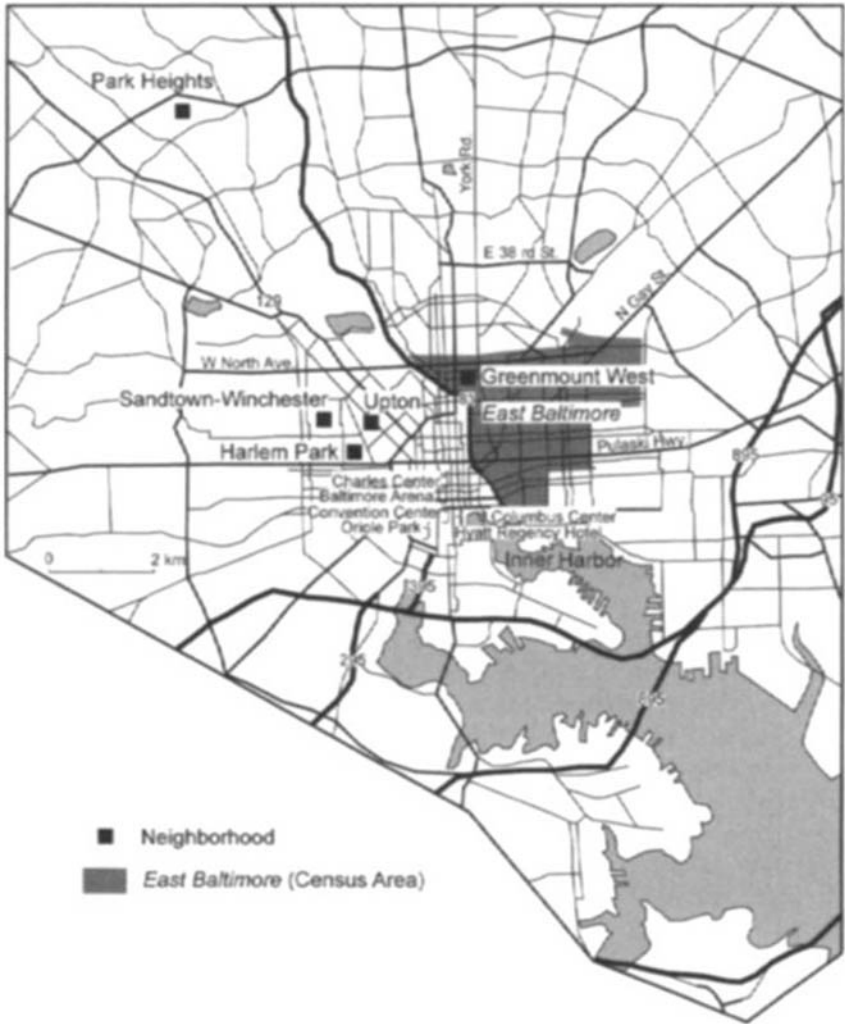 Park Heights
York Rd
E 38 rd St.
N Gay St.
129
W North Ave.
Greenmount West
Sandtown-Winchester
Upton
East Baltimore
Harlem Park
Pulaski Hwy
895
Charles Center
Baltimore Arena
Convention Center
Columbus Center
Oriole Park
Hyatt Regency Hotel
Inner Harbor
0
2 km
395
295
Neighborhood
East Baltimore (Census Area)